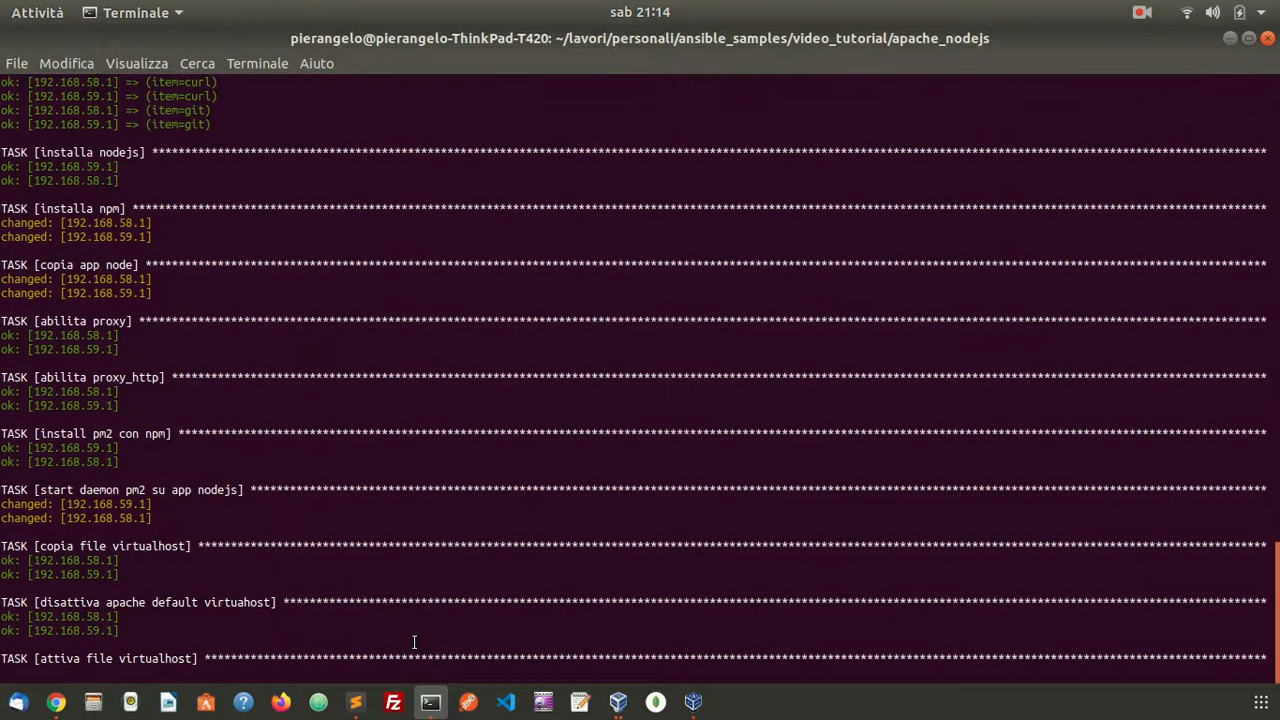 Attività
Terminale
sab 21:14
pierangelo@pierangelo-ThinkPad-T420: ~/lavori/personali/ansible_samples/video_tutorial/apache_nodejs
File Modifica Visualizza Cerca Terminale Aiuto
ok: [192.168.58.1] => (item=curl)
ok: [192.168.59.1] => (item=curl)
ok: [192.168.58.1] => (item=git)
ok: [192.168.59.1] => (item=git)
TASK [installa nodejs] ****
ok: [192.168.59.1]
ok: [192.168.58.1]
TASK [installa npm] ****
changed: [192.168.58.1]
changed: [192.168.59.1]
TASK [copia app node] ****
changed: [192.168.58.1]
changed: [192.168.59.1]
TASK [abilita proxy] ****
ok: [192.168.58.1]
ok: [192.168.59.1]
TASK [abilita proxy_http] ****
ok: [192.168.58.1]
ok: [192.168.59.1]
TASK [install pm2 con npm] ****
ok: [192.168.59.1]
ok: [192.168.58.1]
TASK [start daemon pm2 su app nodejs] ****
changed: [192.168.59.1]
changed: [192.168.58.1]
TASK [copia file virtualhost] ****
ok: [192.168.58.1]
ok: [192.168.59.1]
TASK [disattiva apache default virtuahost] ****
ok: [192.168.58.1]
ok: [192.168.59.1]
TASK [attiva file virtualhost] ****